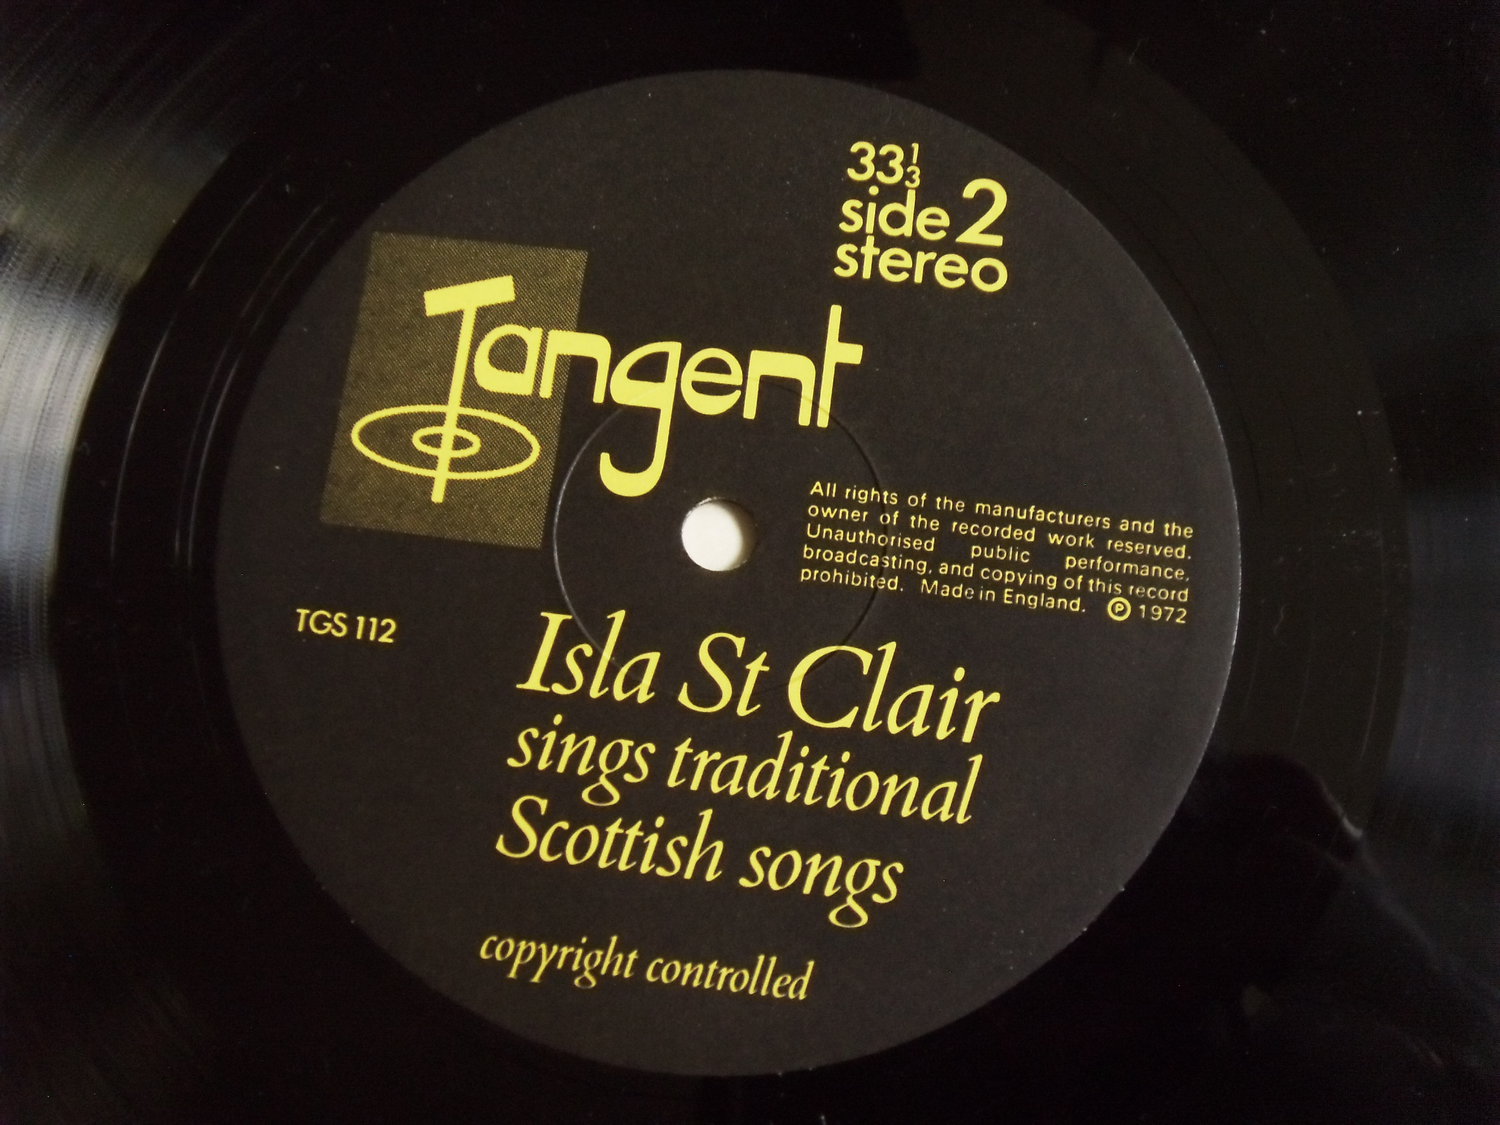 33⅓
side 2
stereo
Tangent
All rights of the manufacturers and the
owner of the recorded work reserved.
Unauthorised public performance,
broadcasting, and copying of this record
prohibited. Made in England. ℗ 1972
TGS 112
Isla St Clair
sings traditional
Scottish songs
copyright controlled